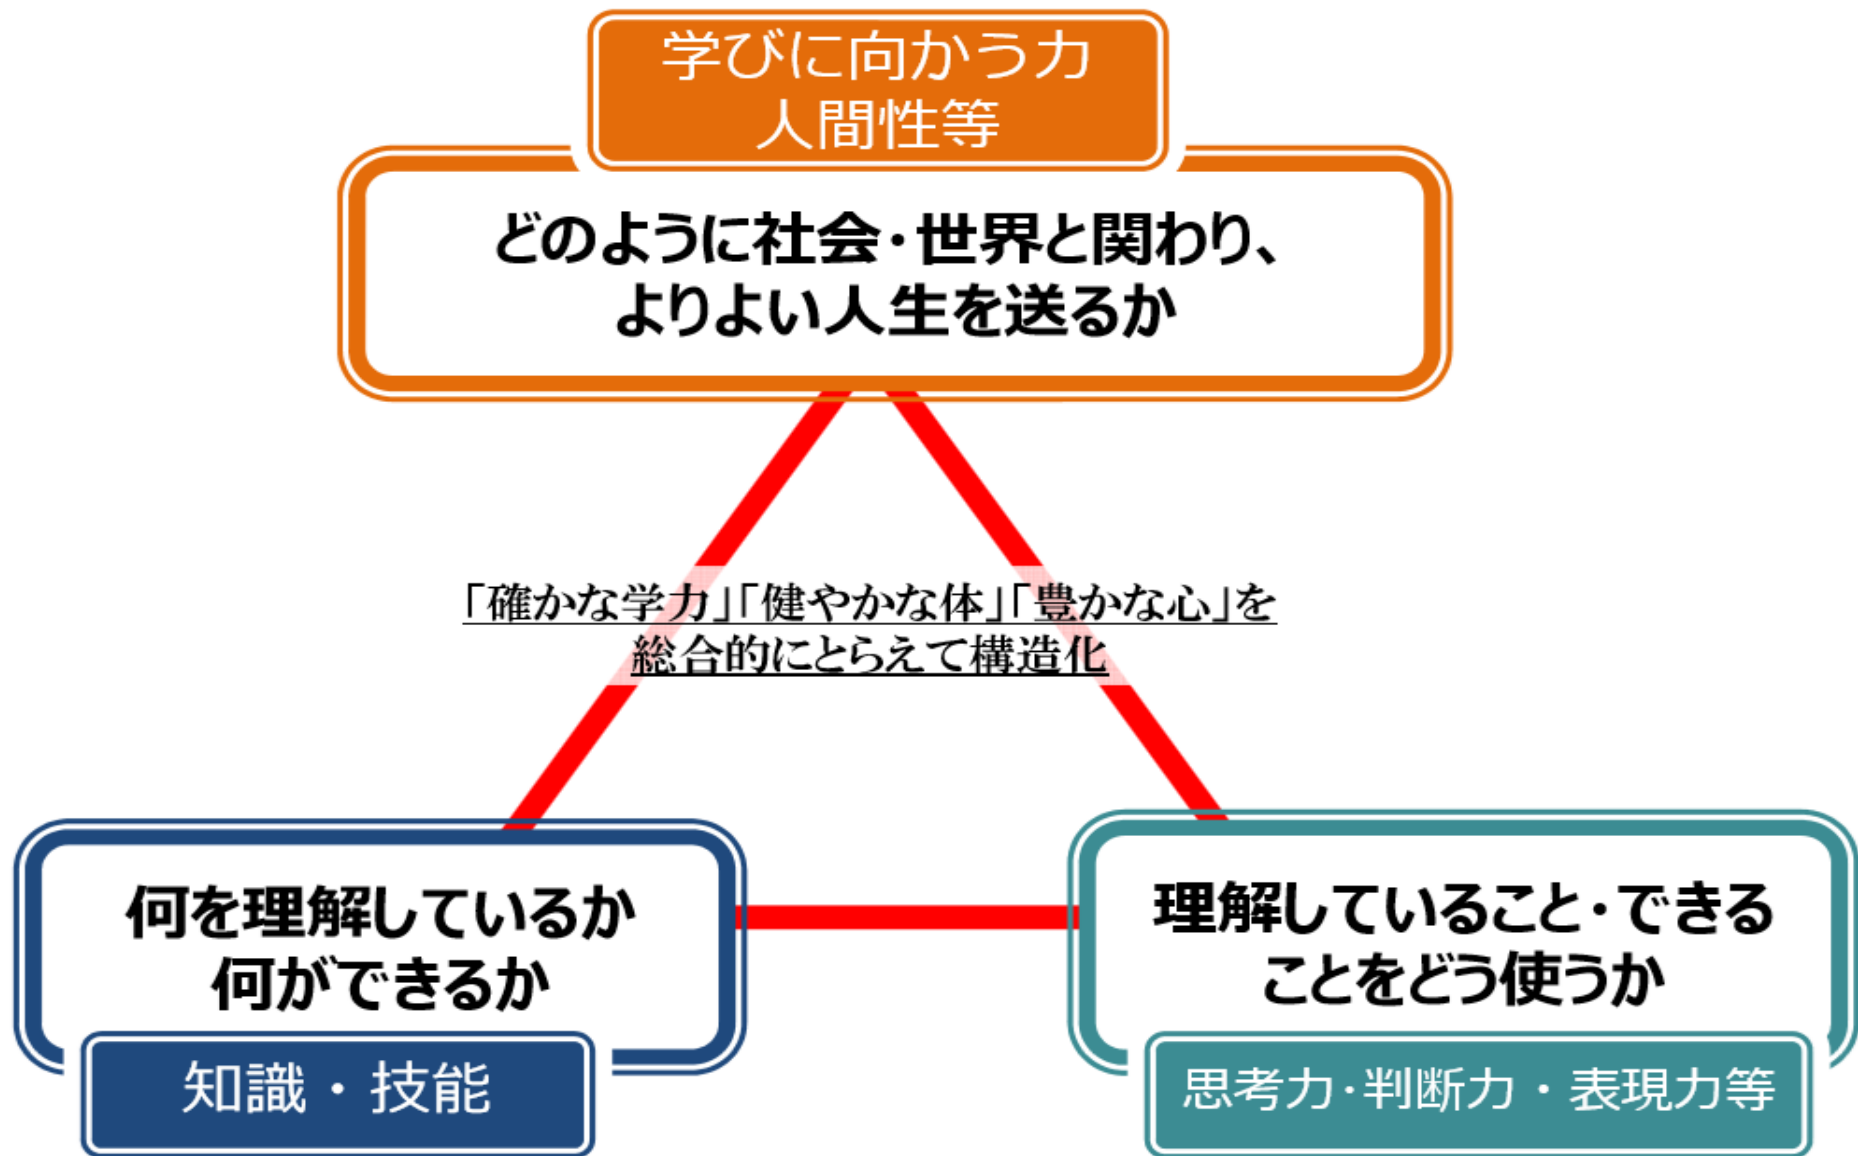 学びに向かう力
人間性等
どのように社会・世界と関わり、
よりよい人生を送るか
「確かな学力」「健やかな体」「豊かな心」を
総合的にとらえて構造化
何を理解しているか
何ができるか
知識・技能
理解していること・できる
ことをどう使うか
思考力・判断力・表現力等